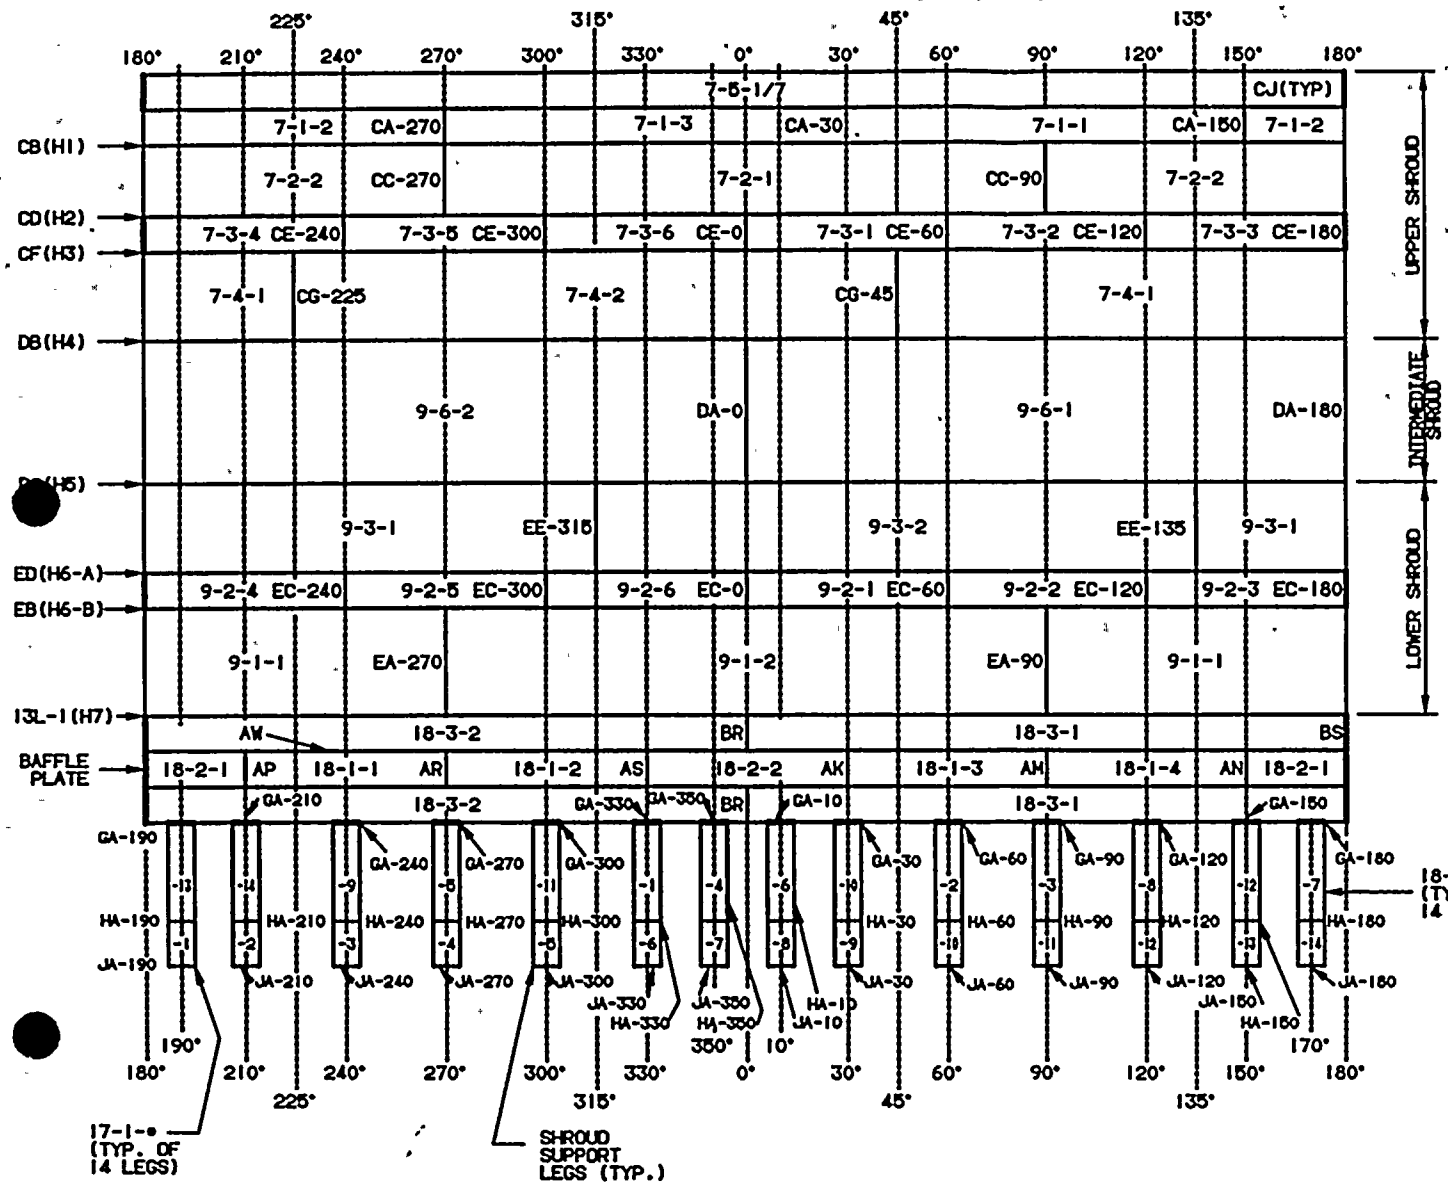 225° 315° 45° 135°
180° 210° 240° 270° 300° 330° 0° 30° 60° 90° 120° 150° 180°
7-5-1/7 CJ(TYP)
7-1-2 CA-270 7-1-3 CA-30 7-1-1 CA-150 7-1-2
CB(H1)
7-2-2 CC-270 7-2-1 CC-90 7-2-2
CD(H2)
7-3-4 CE-240 7-3-5 CE-300 7-3-6 CE-0 7-3-1 CE-60 7-3-2 CE-120 7-3-3 CE-180
CF(H3)
UPPER SHROUD
7-4-1 CG-225 7-4-2 CG-45 7-4-1
DB(H4)
INTERMEDIATE
SHROUD
9-6-2 DA-0 9-6-1 DA-180
(H5)
9-3-1 EE-315 9-3-2 EE-135 9-3-1
ED(H6-A)
9-2-4 EC-240 9-2-5 EC-300 9-2-6 EC-0 9-2-1 EC-60 9-2-2 EC-120 9-2-3 EC-180
EB(H6-B)
LOWER SHROUD
9-1-1 EA-270 9-1-2 EA-90 9-1-1
13L-1(H7)
AW 18-3-2 BR 18-3-1 BS
BAFFLE
PLATE
18-2-1 AP 18-1-1 AR 18-1-2 AS 18-2-2 AK 18-1-3 AM 18-1-4 AN 18-2-1
GA-210 18-3-2 GA-330 GA-350 BR GA-10 18-3-1 GA-150
GA-190
GA-240 GA-270 GA-300 GA-30 GA-60 GA-90 GA-120 GA-180
-13 -14 -9 -5 -11 -1 -4 -6 -10 -2 -3 -8 -12 -7
18-
(TY
14
HA-190 HA-210 HA-240 HA-270 HA-300 HA-30 HA-60 HA-90 HA-120 HA-180
-1 -2 -3 -4 -5 -6 -7 -8 -9 -10 -11 -12 -13 -14
JA-190
JA-210 JA-240 JA-270 JA-300 JA-30 JA-60 JA-90 JA-120 JA-180
JA-330 JA-350 HA-10 JA-150
HA-330 HA-350 JA-10 HA-150
190° 350° 10° 170°
180° 210° 240° 270° 300° 330° 0° 30° 60° 90° 120° 150° 180°
225° 315° 45° 135°
17-1-*
(TYP. OF
14 LEGS)
SHROUD
SUPPORT
LEGS (TYP.)